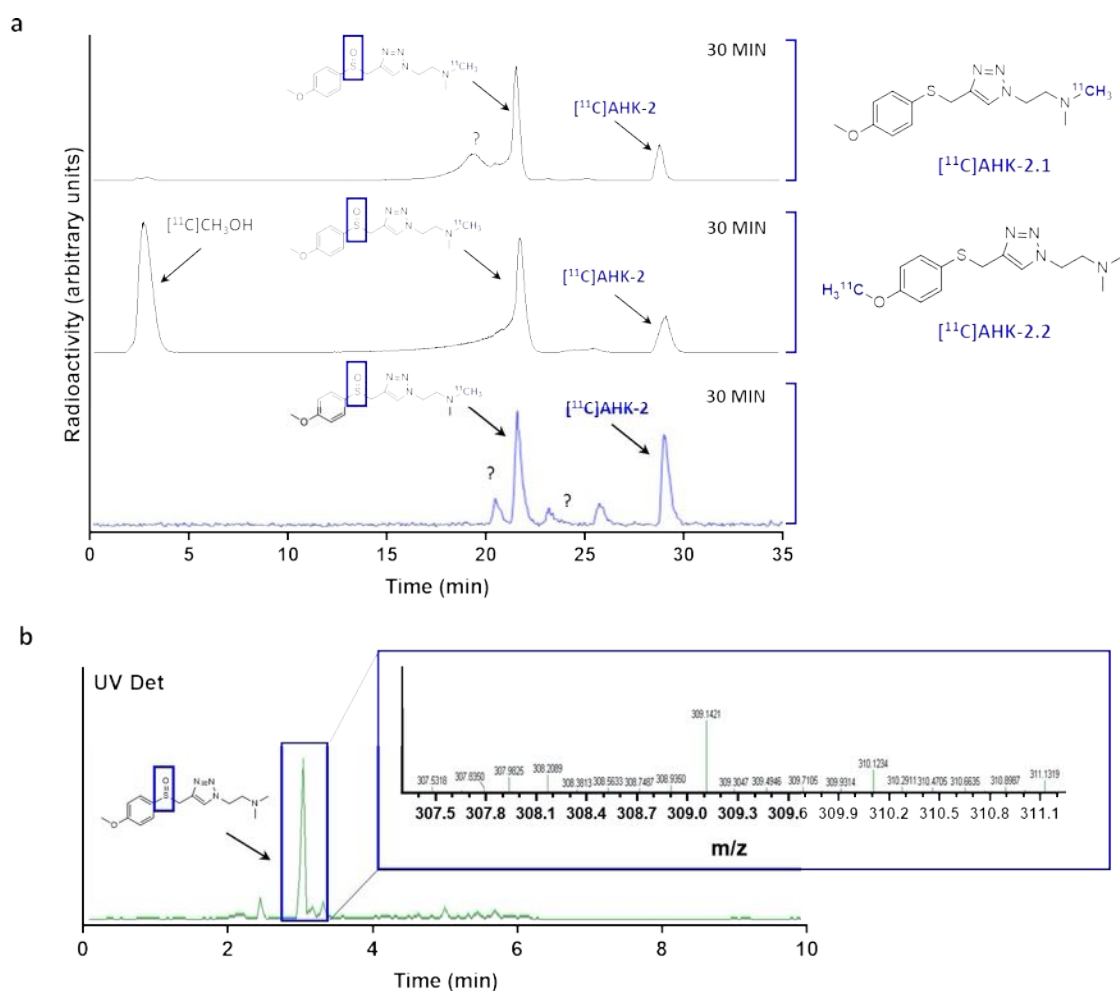 a
Radioactivity (arbitrary units)
30 MIN
[¹¹C]AHK-2
?
O
S
N=N
N
N
¹¹CH₃
O
[¹¹C]AHK-2.1
S
N=N
N
N
¹¹CH₃
O
30 MIN
[¹¹C]CH₃OH
[¹¹C]AHK-2
O
S
N=N
N
N
¹¹CH₃
O
[¹¹C]AHK-2.2
S
N=N
N
N
H₃¹¹C
O
30 MIN
[¹¹C]AHK-2
?
?
O
S
N=N
N
N
¹¹CH₃
O
0 5 10 15 20 25 30 35
Time (min)
b
UV Det
O
S
N
N
N
O
309.1421
310.1234
307.5318 307.8350 307.9825 308.2089 308.3813 308.5633 308.7487 308.9350 309.3047 309.4946 309.7105 309.9314 310.2911 310.4705 310.6635 310.8987 311.1319
307.5 307.8 308.1 308.4 308.7 309.0 309.3 309.6 309.9 310.2 310.5 310.8 311.1
m/z
0 2 4 6 8 10
Time (min)